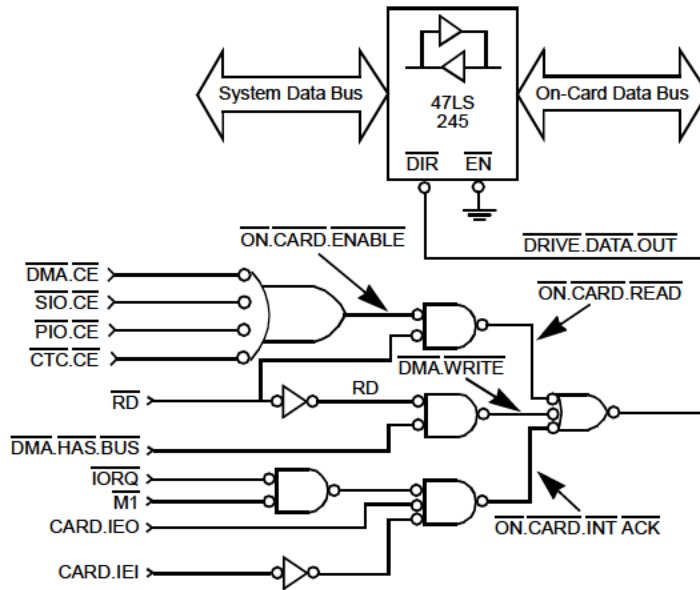 System Data Bus
47LS
245
On-Card Data Bus
DIR EN
ON.CARD.ENABLE
DRIVE.DATA.OUT
DMA.CE
SIO.CE
PIO.CE
CTC.CE
ON.CARD.READ
DMA.WRITE
RD
RD
DMA.HAS.BUS
IORQ
M1
CARD.IEO
ON.CARD.INT ACK
CARD.IEI